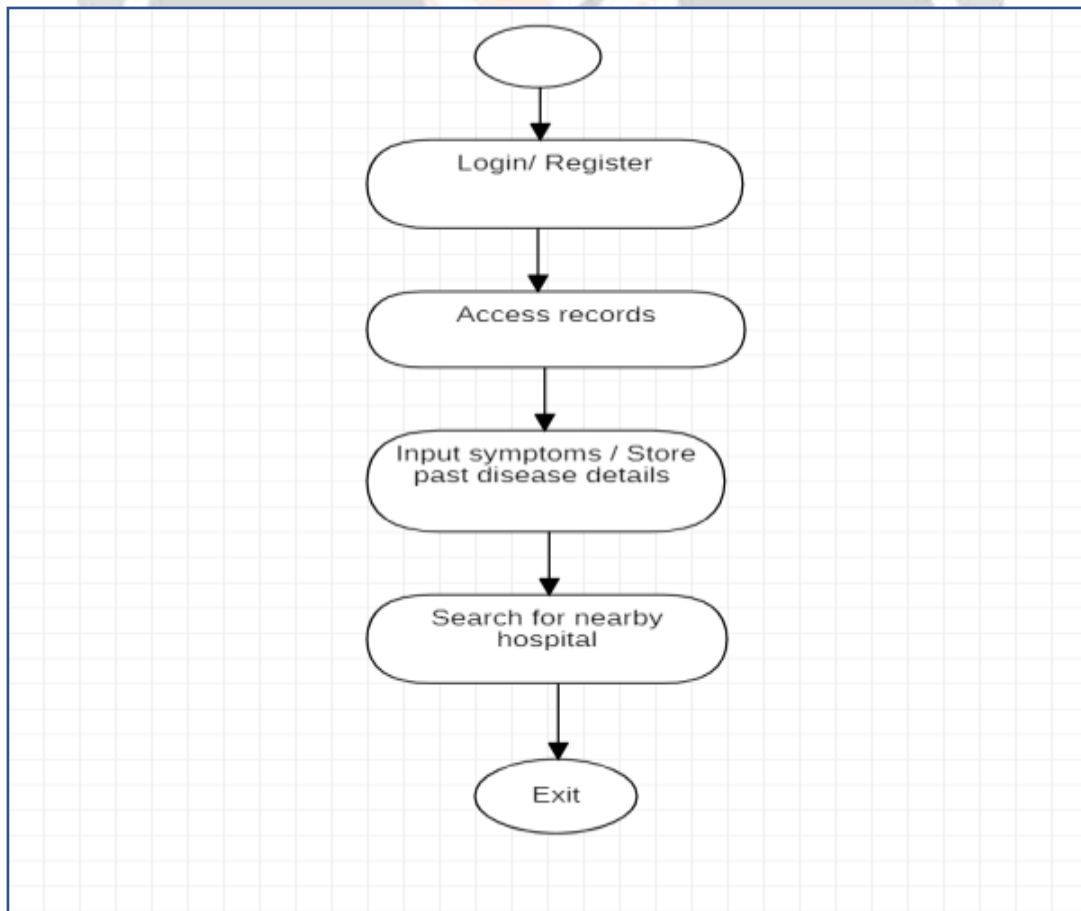 Login/ Register
Access records
Input symptoms / Store
past disease details
Search for nearby
hospital
Exit